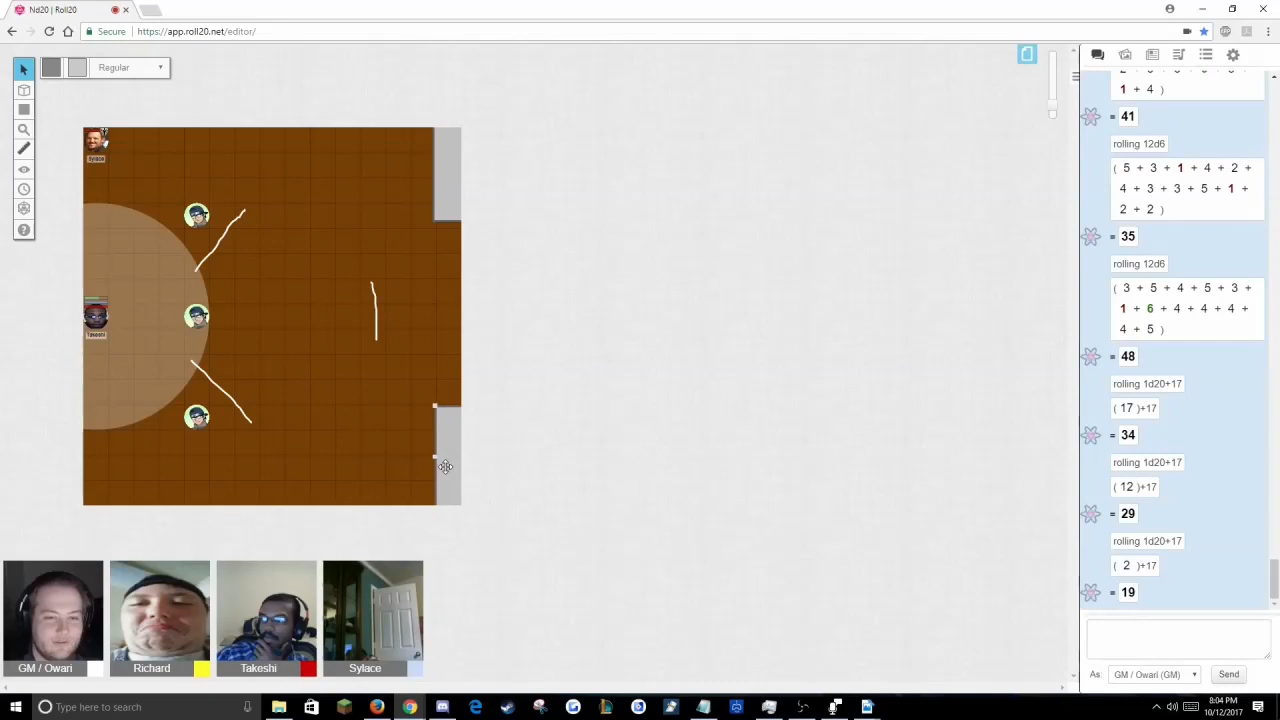 Nd20 | Roll20
Secure https://app.roll20.net/editor/
Regular
1 + 4 )
= 41
rolling 12d6
( 5 + 3 + 1 + 4 + 2 +
4 + 3 + 3 + 5 + 1 +
2 + 2 )
= 35
rolling 12d6
( 3 + 5 + 4 + 5 + 3 +
1 + 6 + 4 + 4 + 4 +
4 + 5 )
= 48
rolling 1d20+17
( 17 )+17
= 34
rolling 1d20+17
( 12 )+17
= 29
rolling 1d20+17
( 2 )+17
= 19
Sylace
Takeshi
GM / Owari
Richard
Takeshi
Sylace
As: GM / Owari (GM)
Send
Type here to search
8:04 PM
10/12/2017